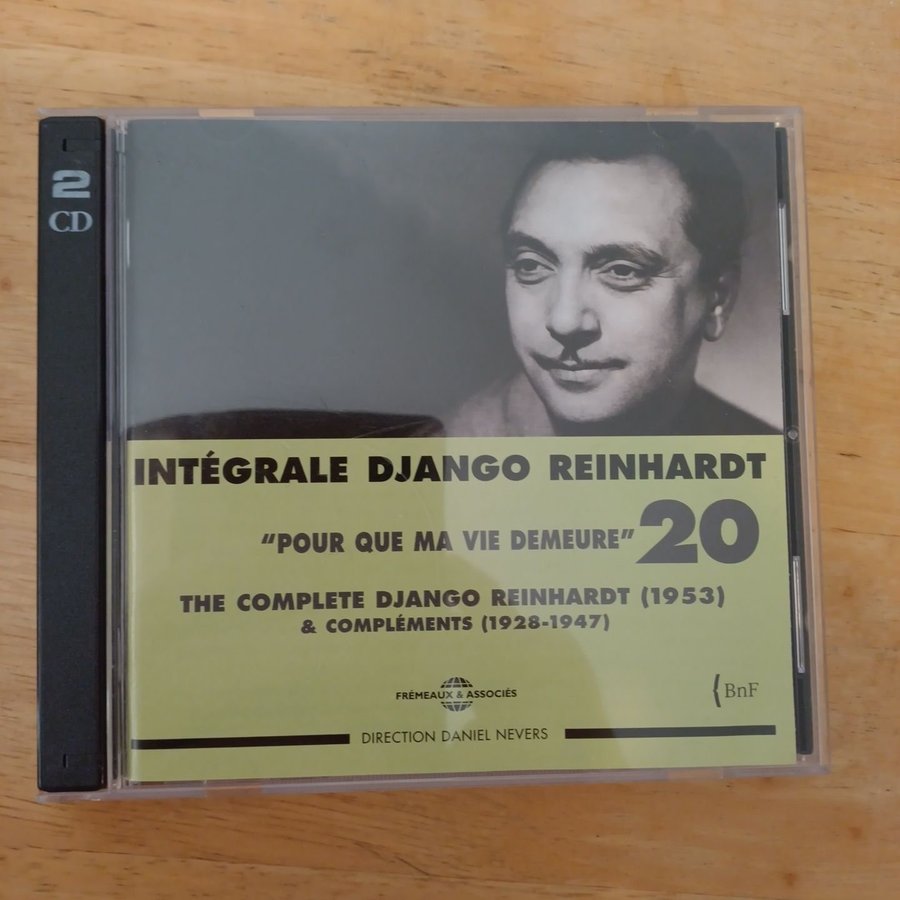 2
CD
INTÉGRALE DJANGO REINHARDT
"POUR QUE MA VIE DEMEURE" 20
THE COMPLETE DJANGO REINHARDT (1953)
& COMPLÉMENTS (1928-1947)
FRÉMEAUX & ASSOCIÉS
BnF
DIRECTION DANIEL NEVERS